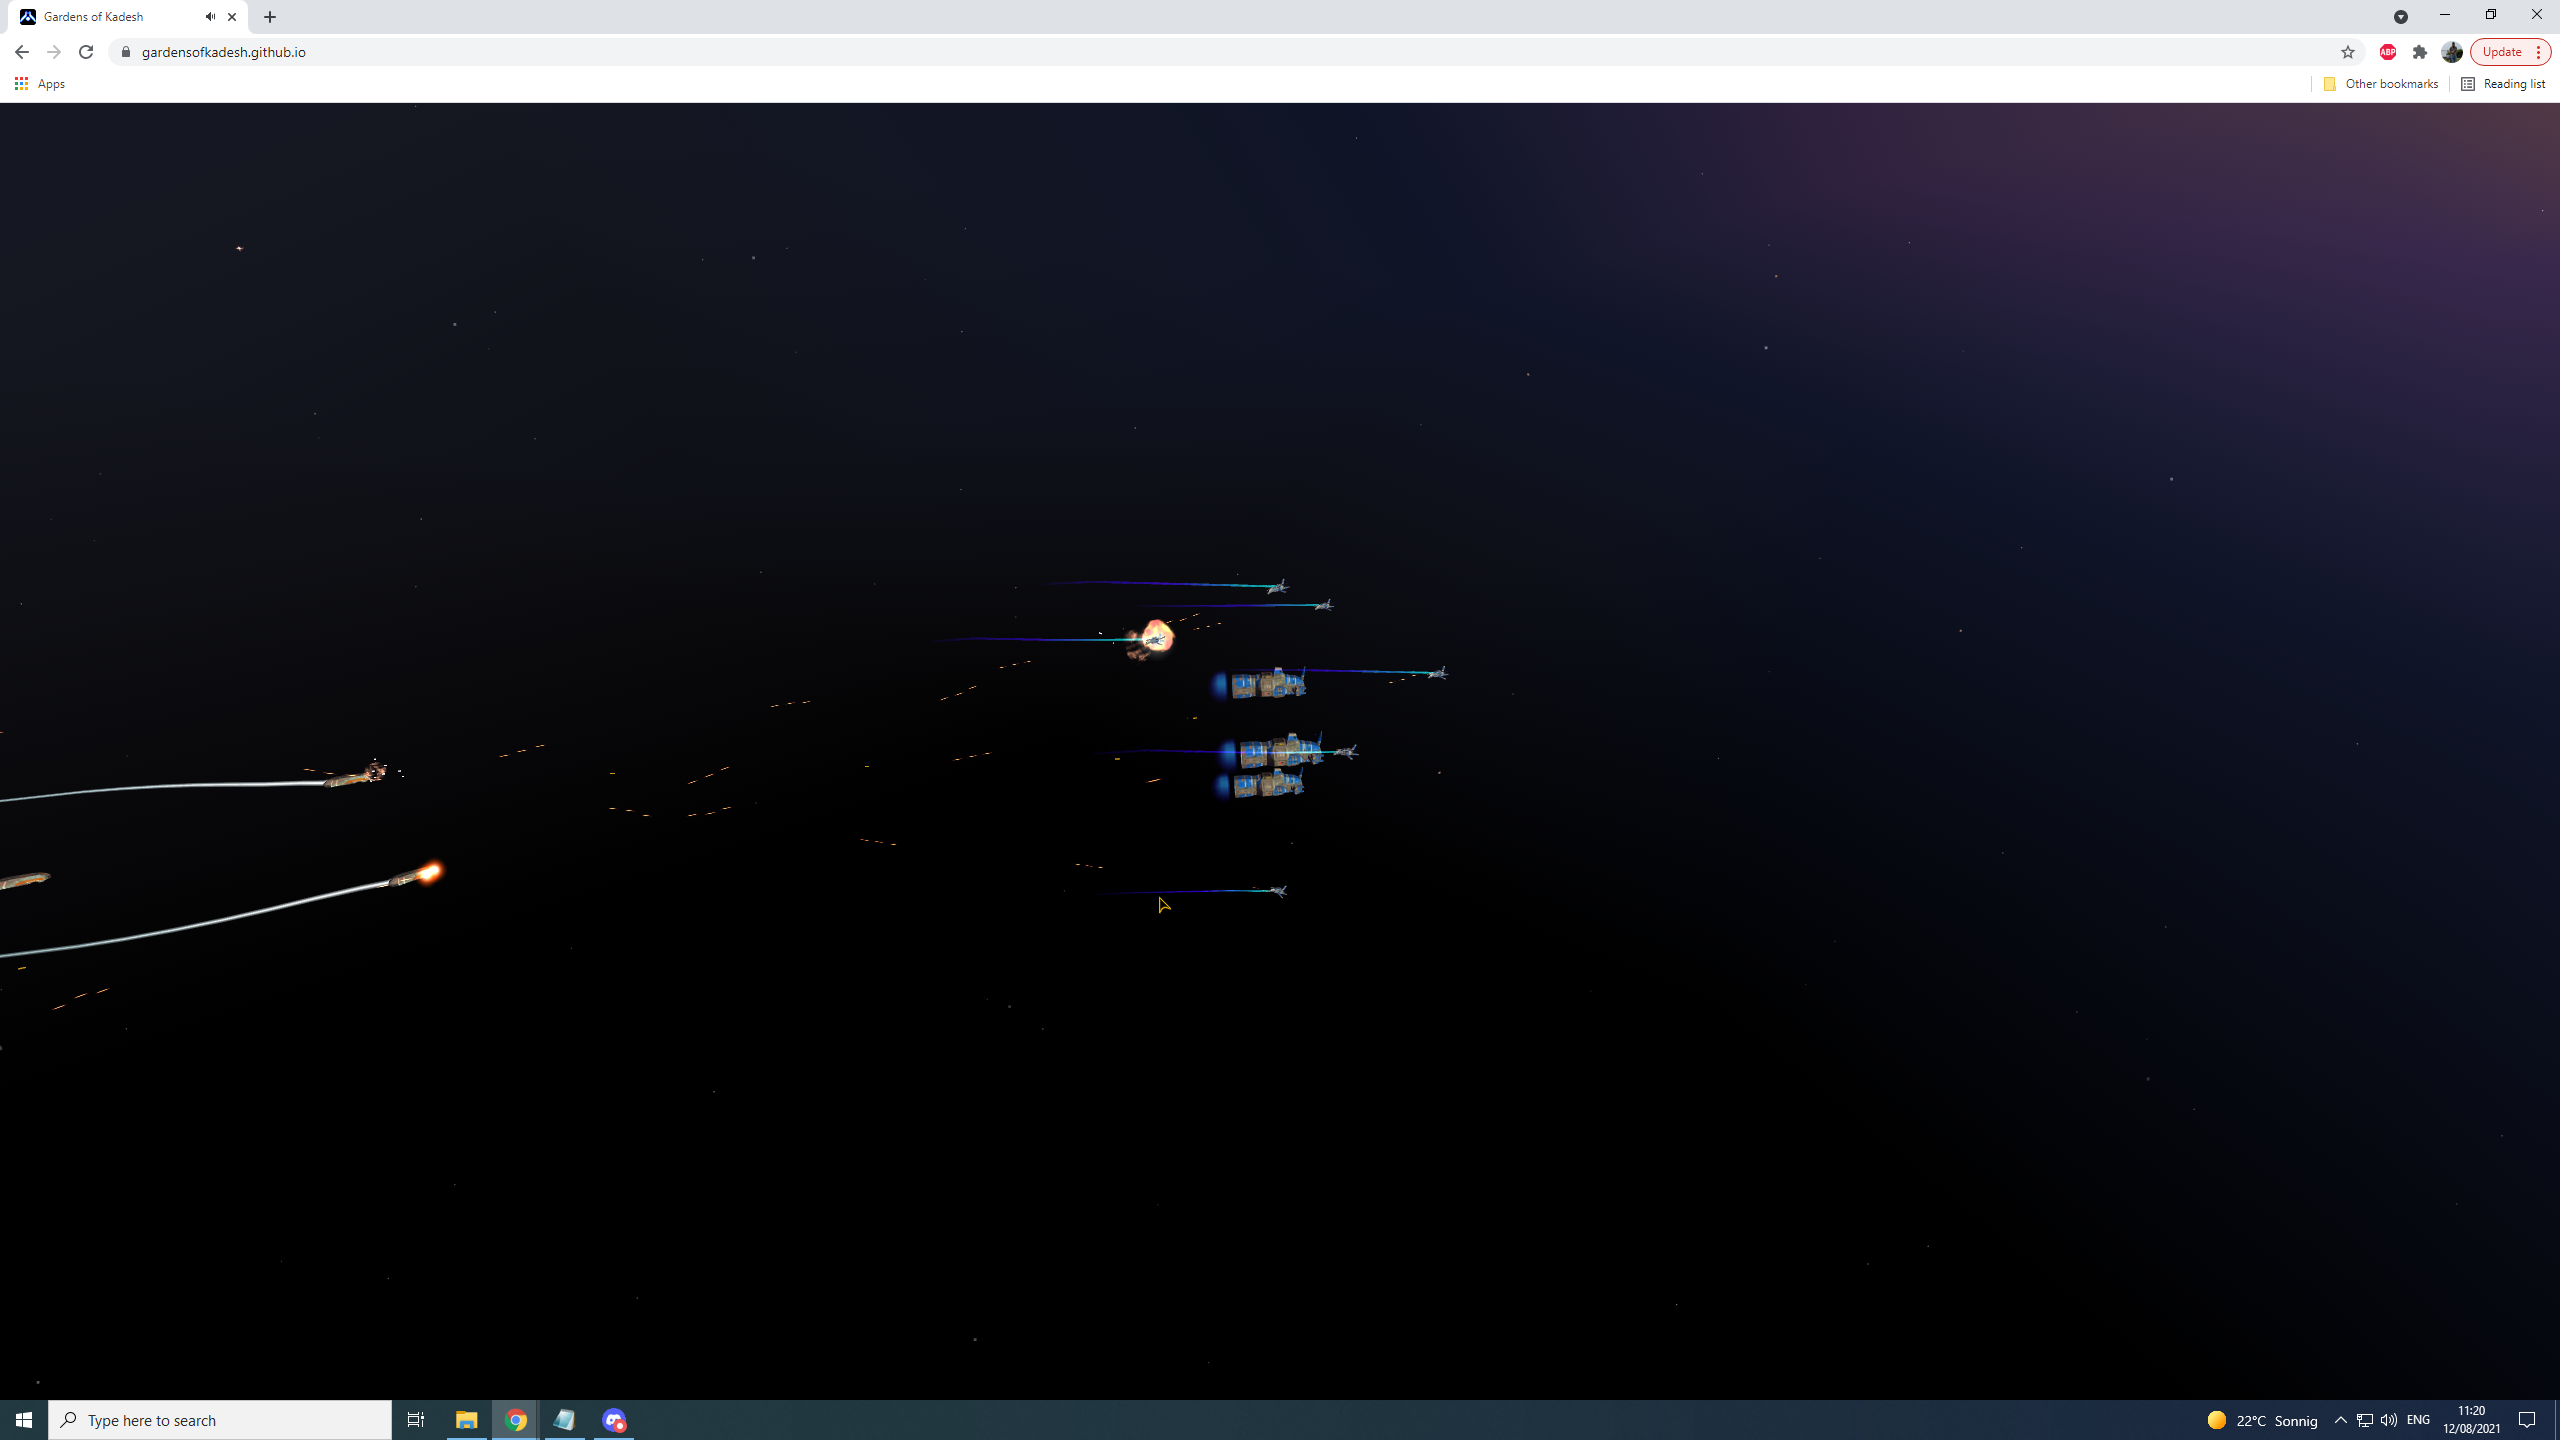 Gardens of Kadesh
gardensofkadesh.github.io
ABP
Update
Apps
Other bookmarks
Reading list
Type here to search
22°C Sonnig
ENG
11:20
12/08/2021